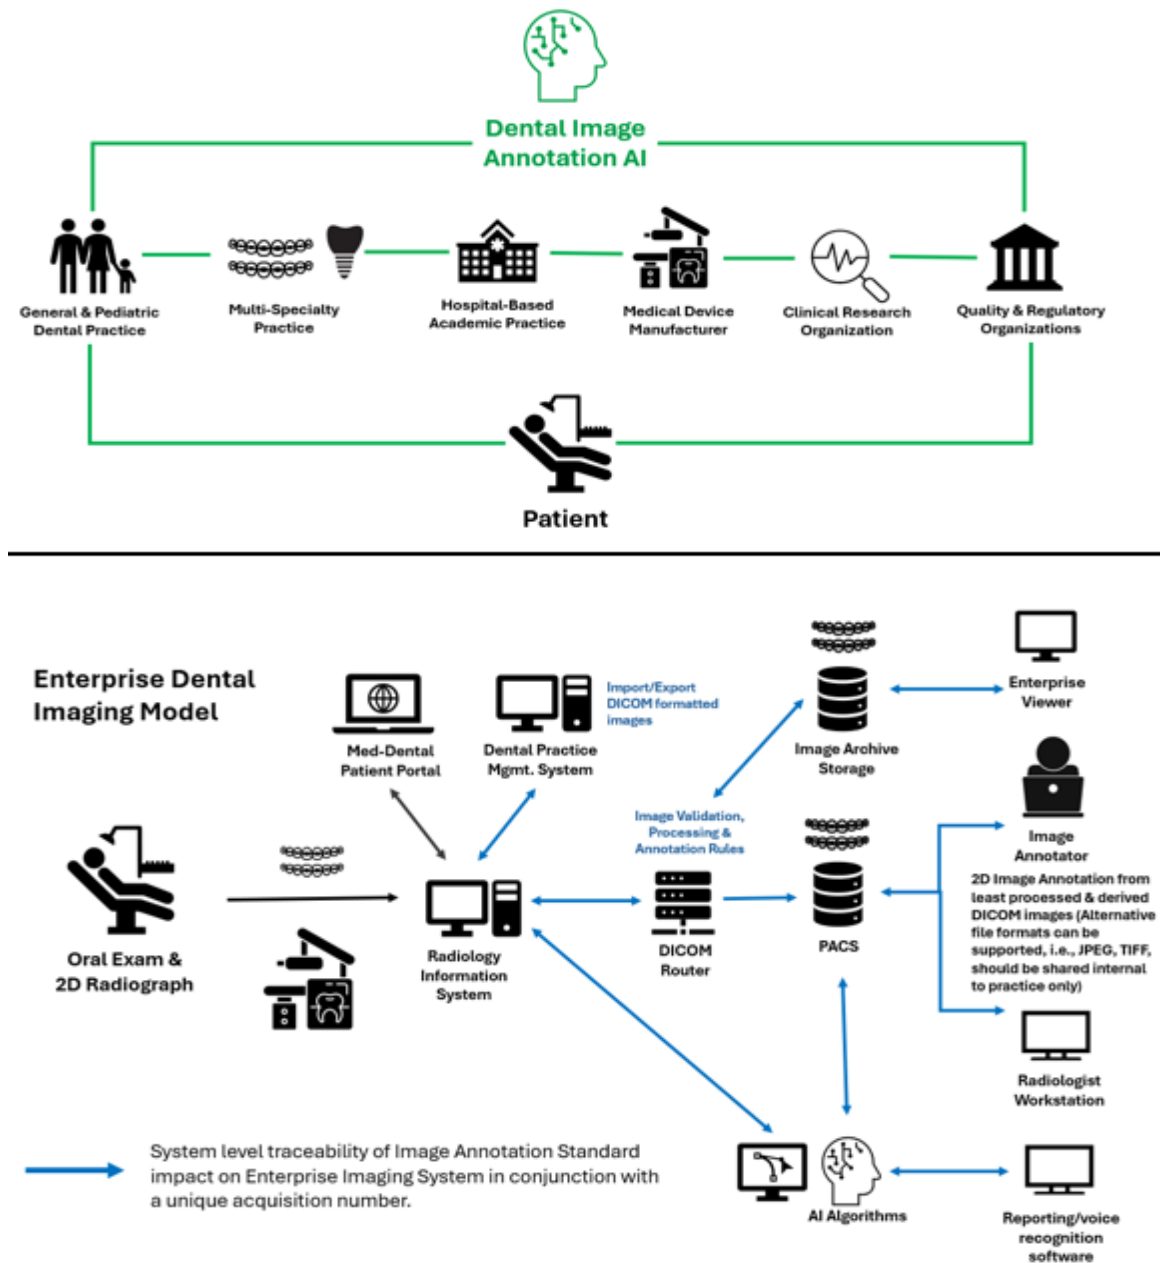 Dental Image
Annotation AI
General & Pediatric
Dental Practice
Multi-Specialty
Practice
Hospital-Based
Academic Practice
Medical Device
Manufacturer
Clinical Research
Organization
Quality & Regulatory
Organizations
Patient
Enterprise Dental
Imaging Model
Med-Dental
Patient Portal
Dental Practice
Mgmt. System
Import/Export
DICOM formatted
images
Image Archive
Storage
Enterprise
Viewer
Image Validation,
Processing &
Annotation Rules
Image
Annotator
2D Image Annotation from
least processed & derived
DICOM images (Alternative
file formats can be
supported, i.e., JPEG, TIFF,
should be shared internal
to practice only)
Oral Exam &
2D Radiograph
Radiology
Information
System
DICOM
Router
PACS
Radiologist
Workstation
System level traceability of Image Annotation Standard
impact on Enterprise Imaging System in conjunction with
a unique acquisition number.
AI Algorithms
Reporting/voice
recognition
software